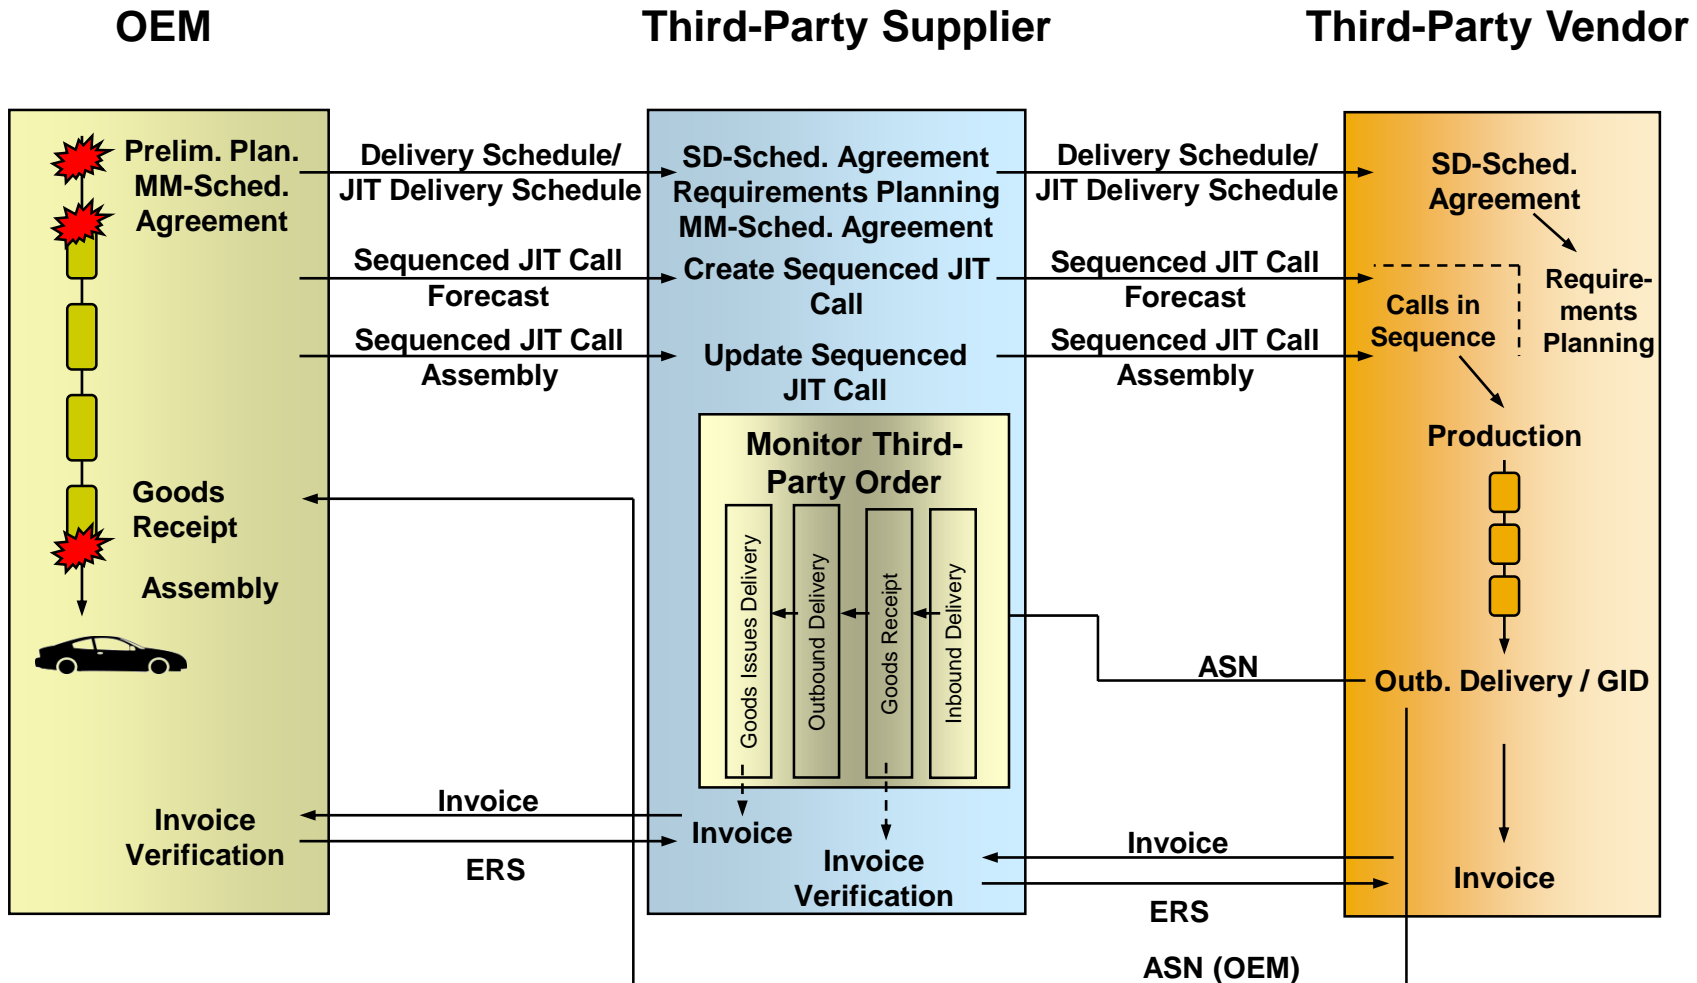 OEM
Third-Party Supplier
Third-Party Vendor
Prelim. Plan.
MM-Sched.
Agreement
Delivery Schedule/
JIT Delivery Schedule
SD-Sched. Agreement
Requirements Planning
MM-Sched. Agreement
Delivery Schedule/
JIT Delivery Schedule
SD-Sched.
Agreement
Sequenced JIT Call
Forecast
Create Sequenced JIT
Call
Sequenced JIT Call
Forecast
Calls in
Sequence
Require-
ments
Planning
Sequenced JIT Call
Assembly
Update Sequenced
JIT Call
Sequenced JIT Call
Assembly
Production
Monitor Third-
Party Order
Goods Issues Delivery
Outbound Delivery
Goods Receipt
Inbound Delivery
Goods
Receipt
Assembly
ASN
Outb. Delivery / GID
Invoice
Verification
Invoice
ERS
Invoice
Invoice
Verification
Invoice
ERS
Invoice
ASN (OEM)